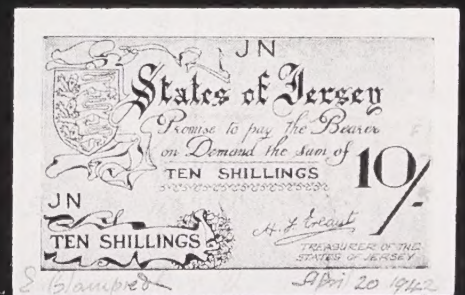 JN
States of Jersey
Promise to pay the Bearer
on Demand the sum of
TEN SHILLINGS
10/-
JN
TEN SHILLINGS
H. F. Ereaut
TREASURER OF THE
STATES OF JERSEY
E Blampied
April 20 1942